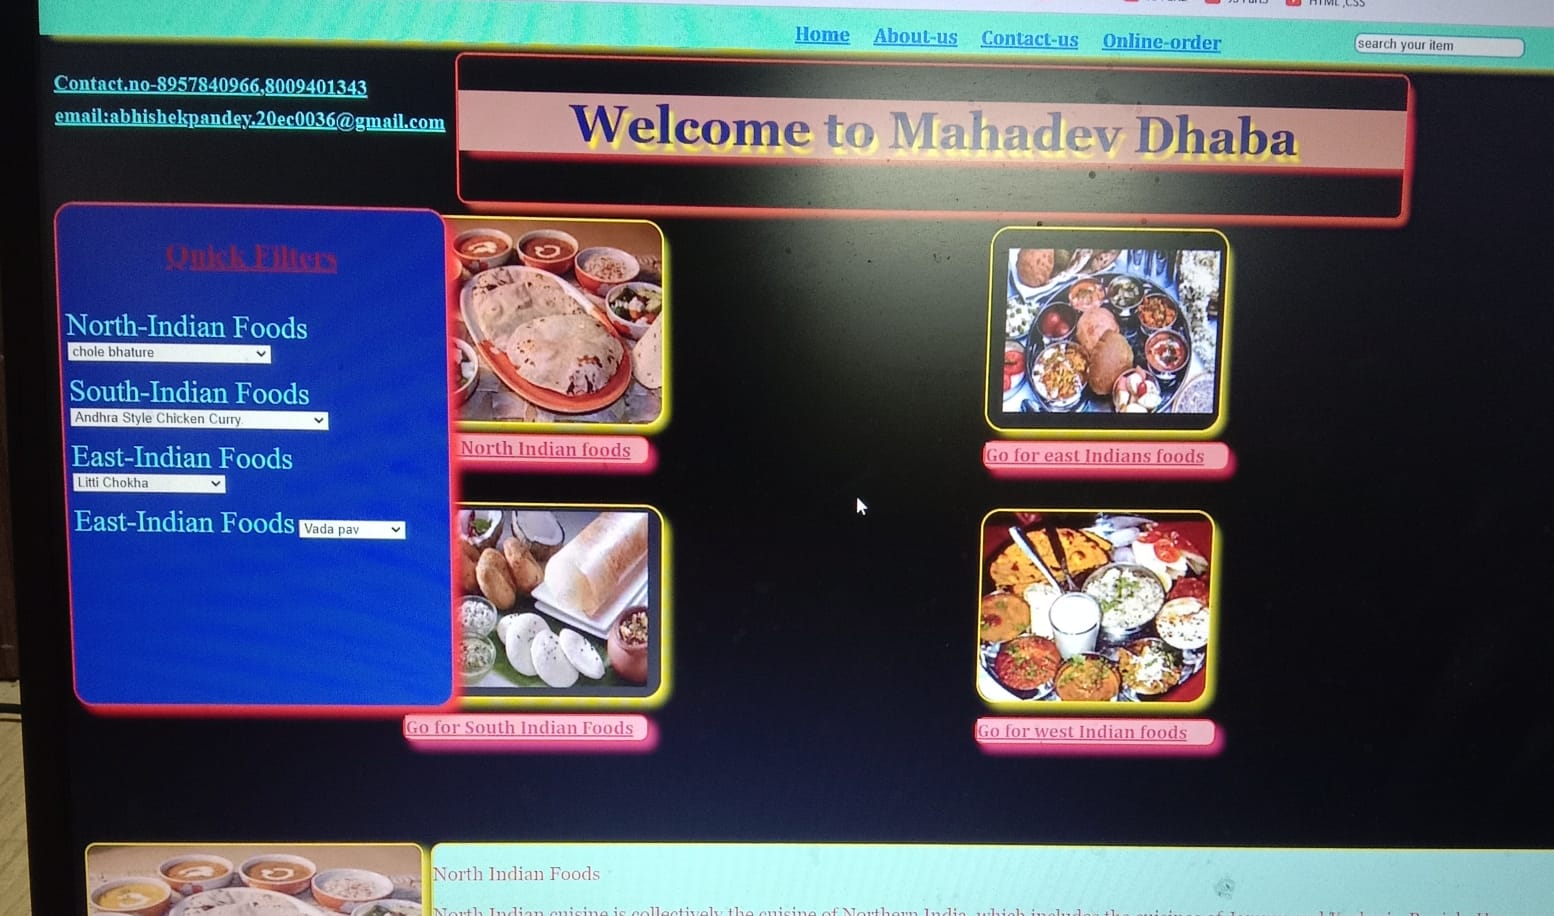 HTML ,CSS
Home About-us Contact-us Online-order search your item
Contact.no-8957840966,8009401343
email:abhishekpandey.20ec0036@gmail.com
Welcome to Mahadev Dhaba
Quick Filters
North-Indian Foods
chole bhature
South-Indian Foods
Andhra Style Chicken Curry
East-Indian Foods
Litti Chokha
East-Indian Foods Vada pav
North Indian foods
Go for east Indians foods
Go for South Indian Foods
Go for west Indian foods
North Indian Foods
North Indian cuisine is collectively the cuisine of Northern India, which includes the cuisines of